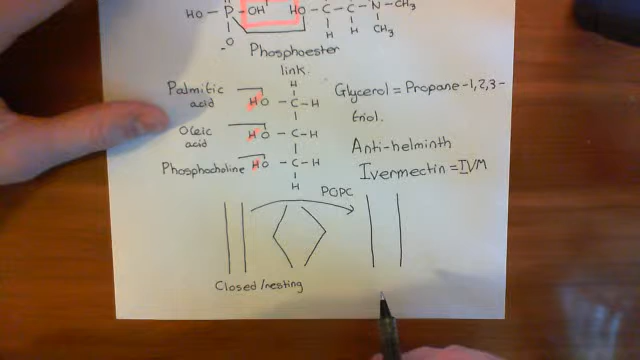 HO - P - OH HO - C - C - N - CH₃
H H CH₃
-O
Phosphoester
link.
H
Palmitic
acid
HO - C - H
Glycerol = Propane-1,2,3-
triol.
Oleic
acid
HO - C - H
Anti-helminth
Phosphocholine HO - C - H
Ivermectin = IVM
H
POPC
Closed/nesting